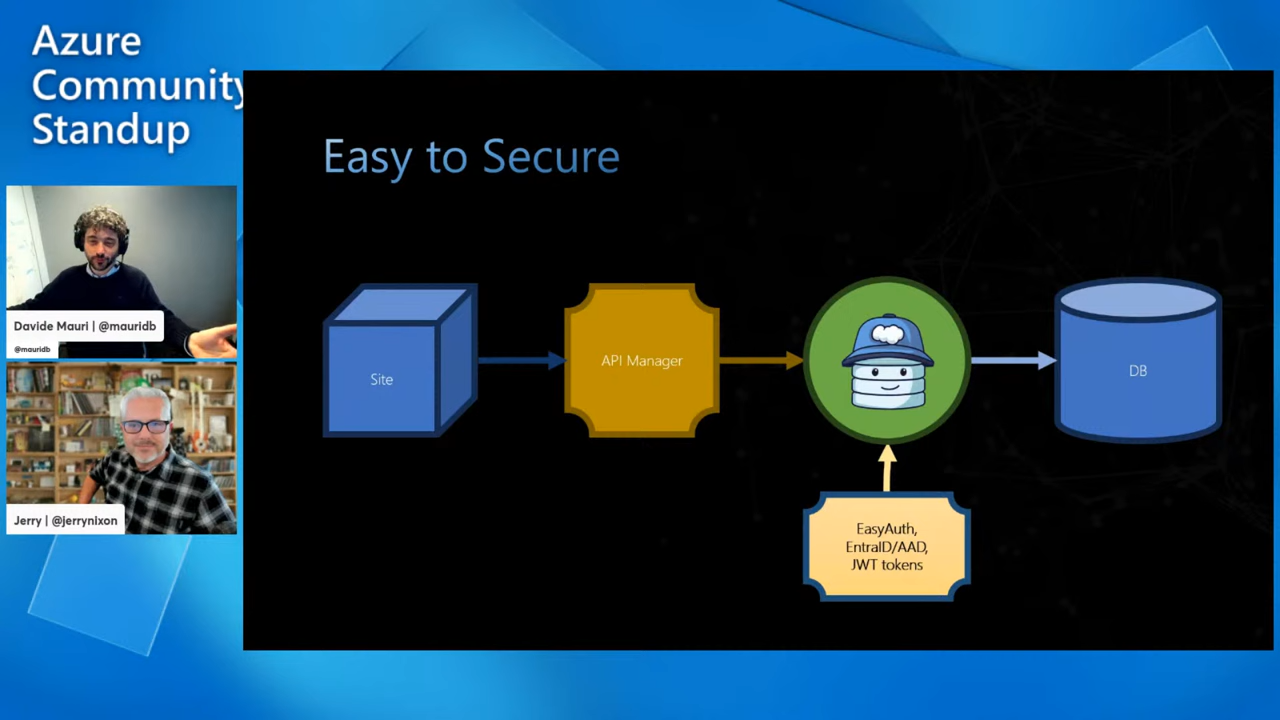 Azure
Community
Standup
Davide Mauri | @mauridb
@mauridb
Jerry | @jerrynixon
Easy to Secure
Site
API Manager
DB
EasyAuth,
EntraID/AAD,
JWT tokens